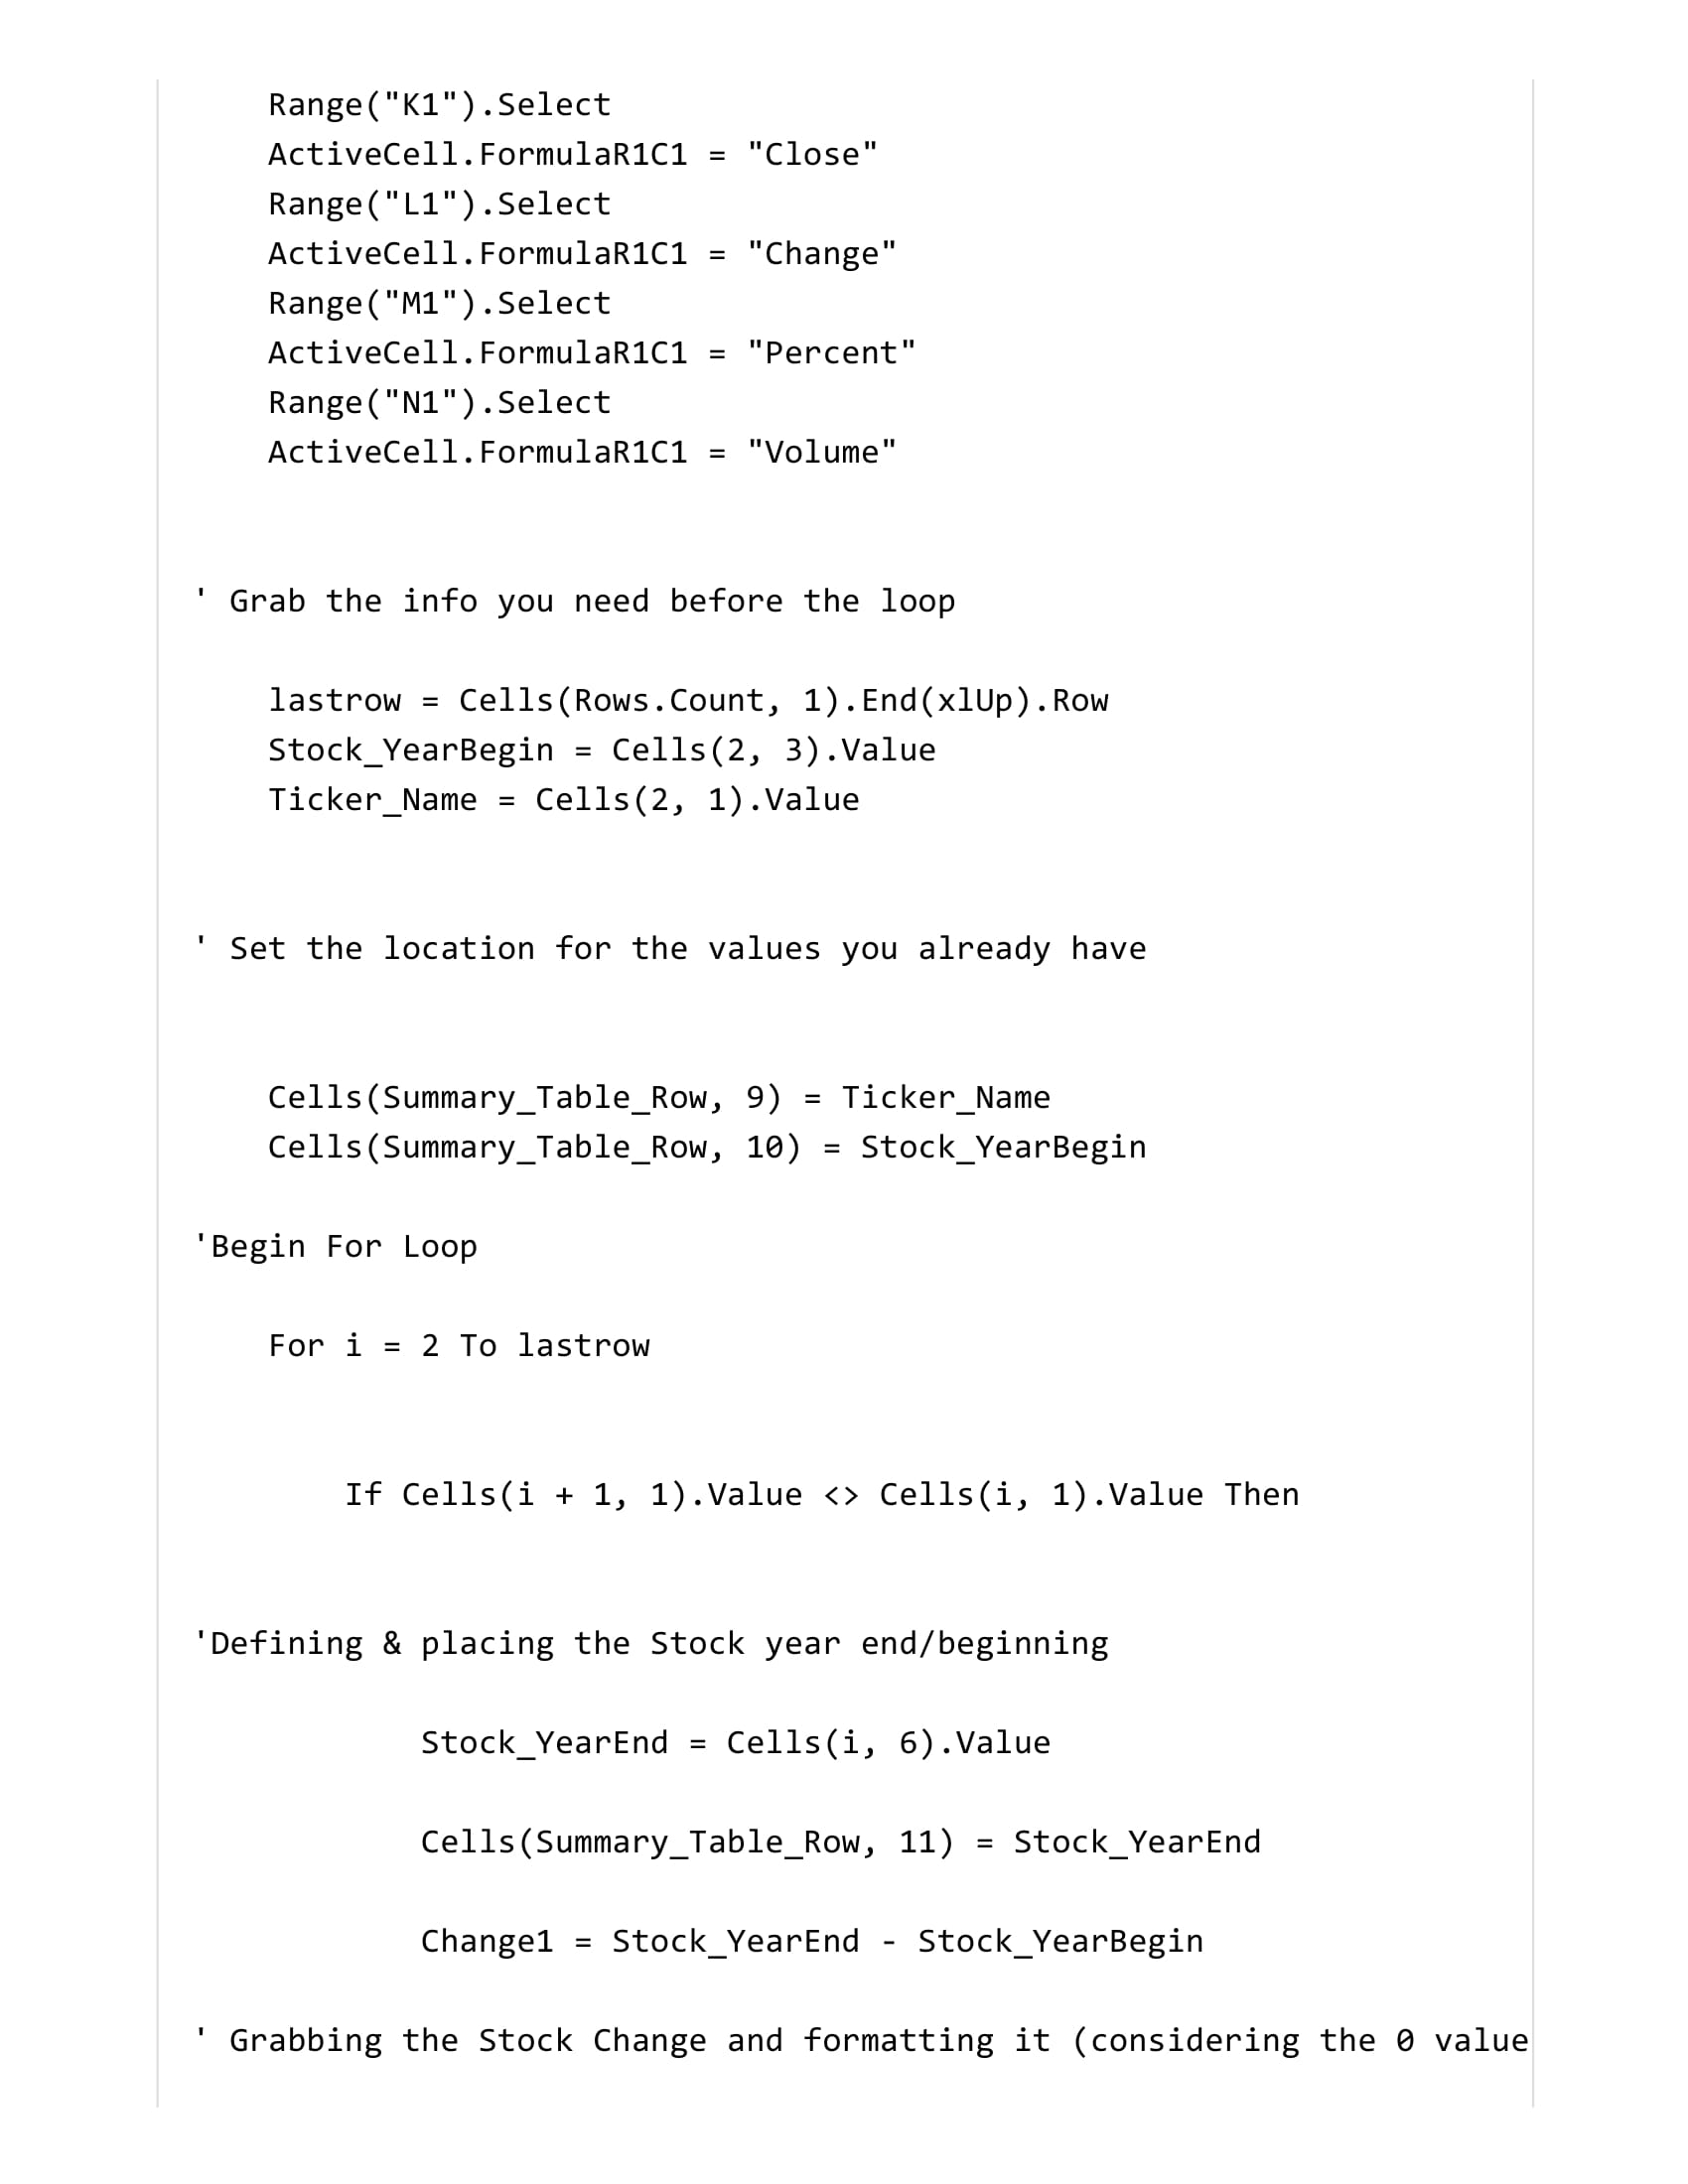 Range("K1").Select
ActiveCell.FormulaR1C1 = "Close"
Range("L1").Select
ActiveCell.FormulaR1C1 = "Change"
Range("M1").Select
ActiveCell.FormulaR1C1 = "Percent"
Range("N1").Select
ActiveCell.FormulaR1C1 = "Volume"
' Grab the info you need before the loop
lastrow = Cells(Rows.Count, 1).End(xlUp).Row
Stock_YearBegin = Cells(2, 3).Value
Ticker_Name = Cells(2, 1).Value
' Set the location for the values you already have
Cells(Summary_Table_Row, 9) = Ticker_Name
Cells(Summary_Table_Row, 10) = Stock_YearBegin
'Begin For Loop
For i = 2 To lastrow
If Cells(i + 1, 1).Value <> Cells(i, 1).Value Then
'Defining & placing the Stock year end/beginning
Stock_YearEnd = Cells(i, 6).Value
Cells(Summary_Table_Row, 11) = Stock_YearEnd
Change1 = Stock_YearEnd - Stock_YearBegin
' Grabbing the Stock Change and formatting it (considering the 0 value